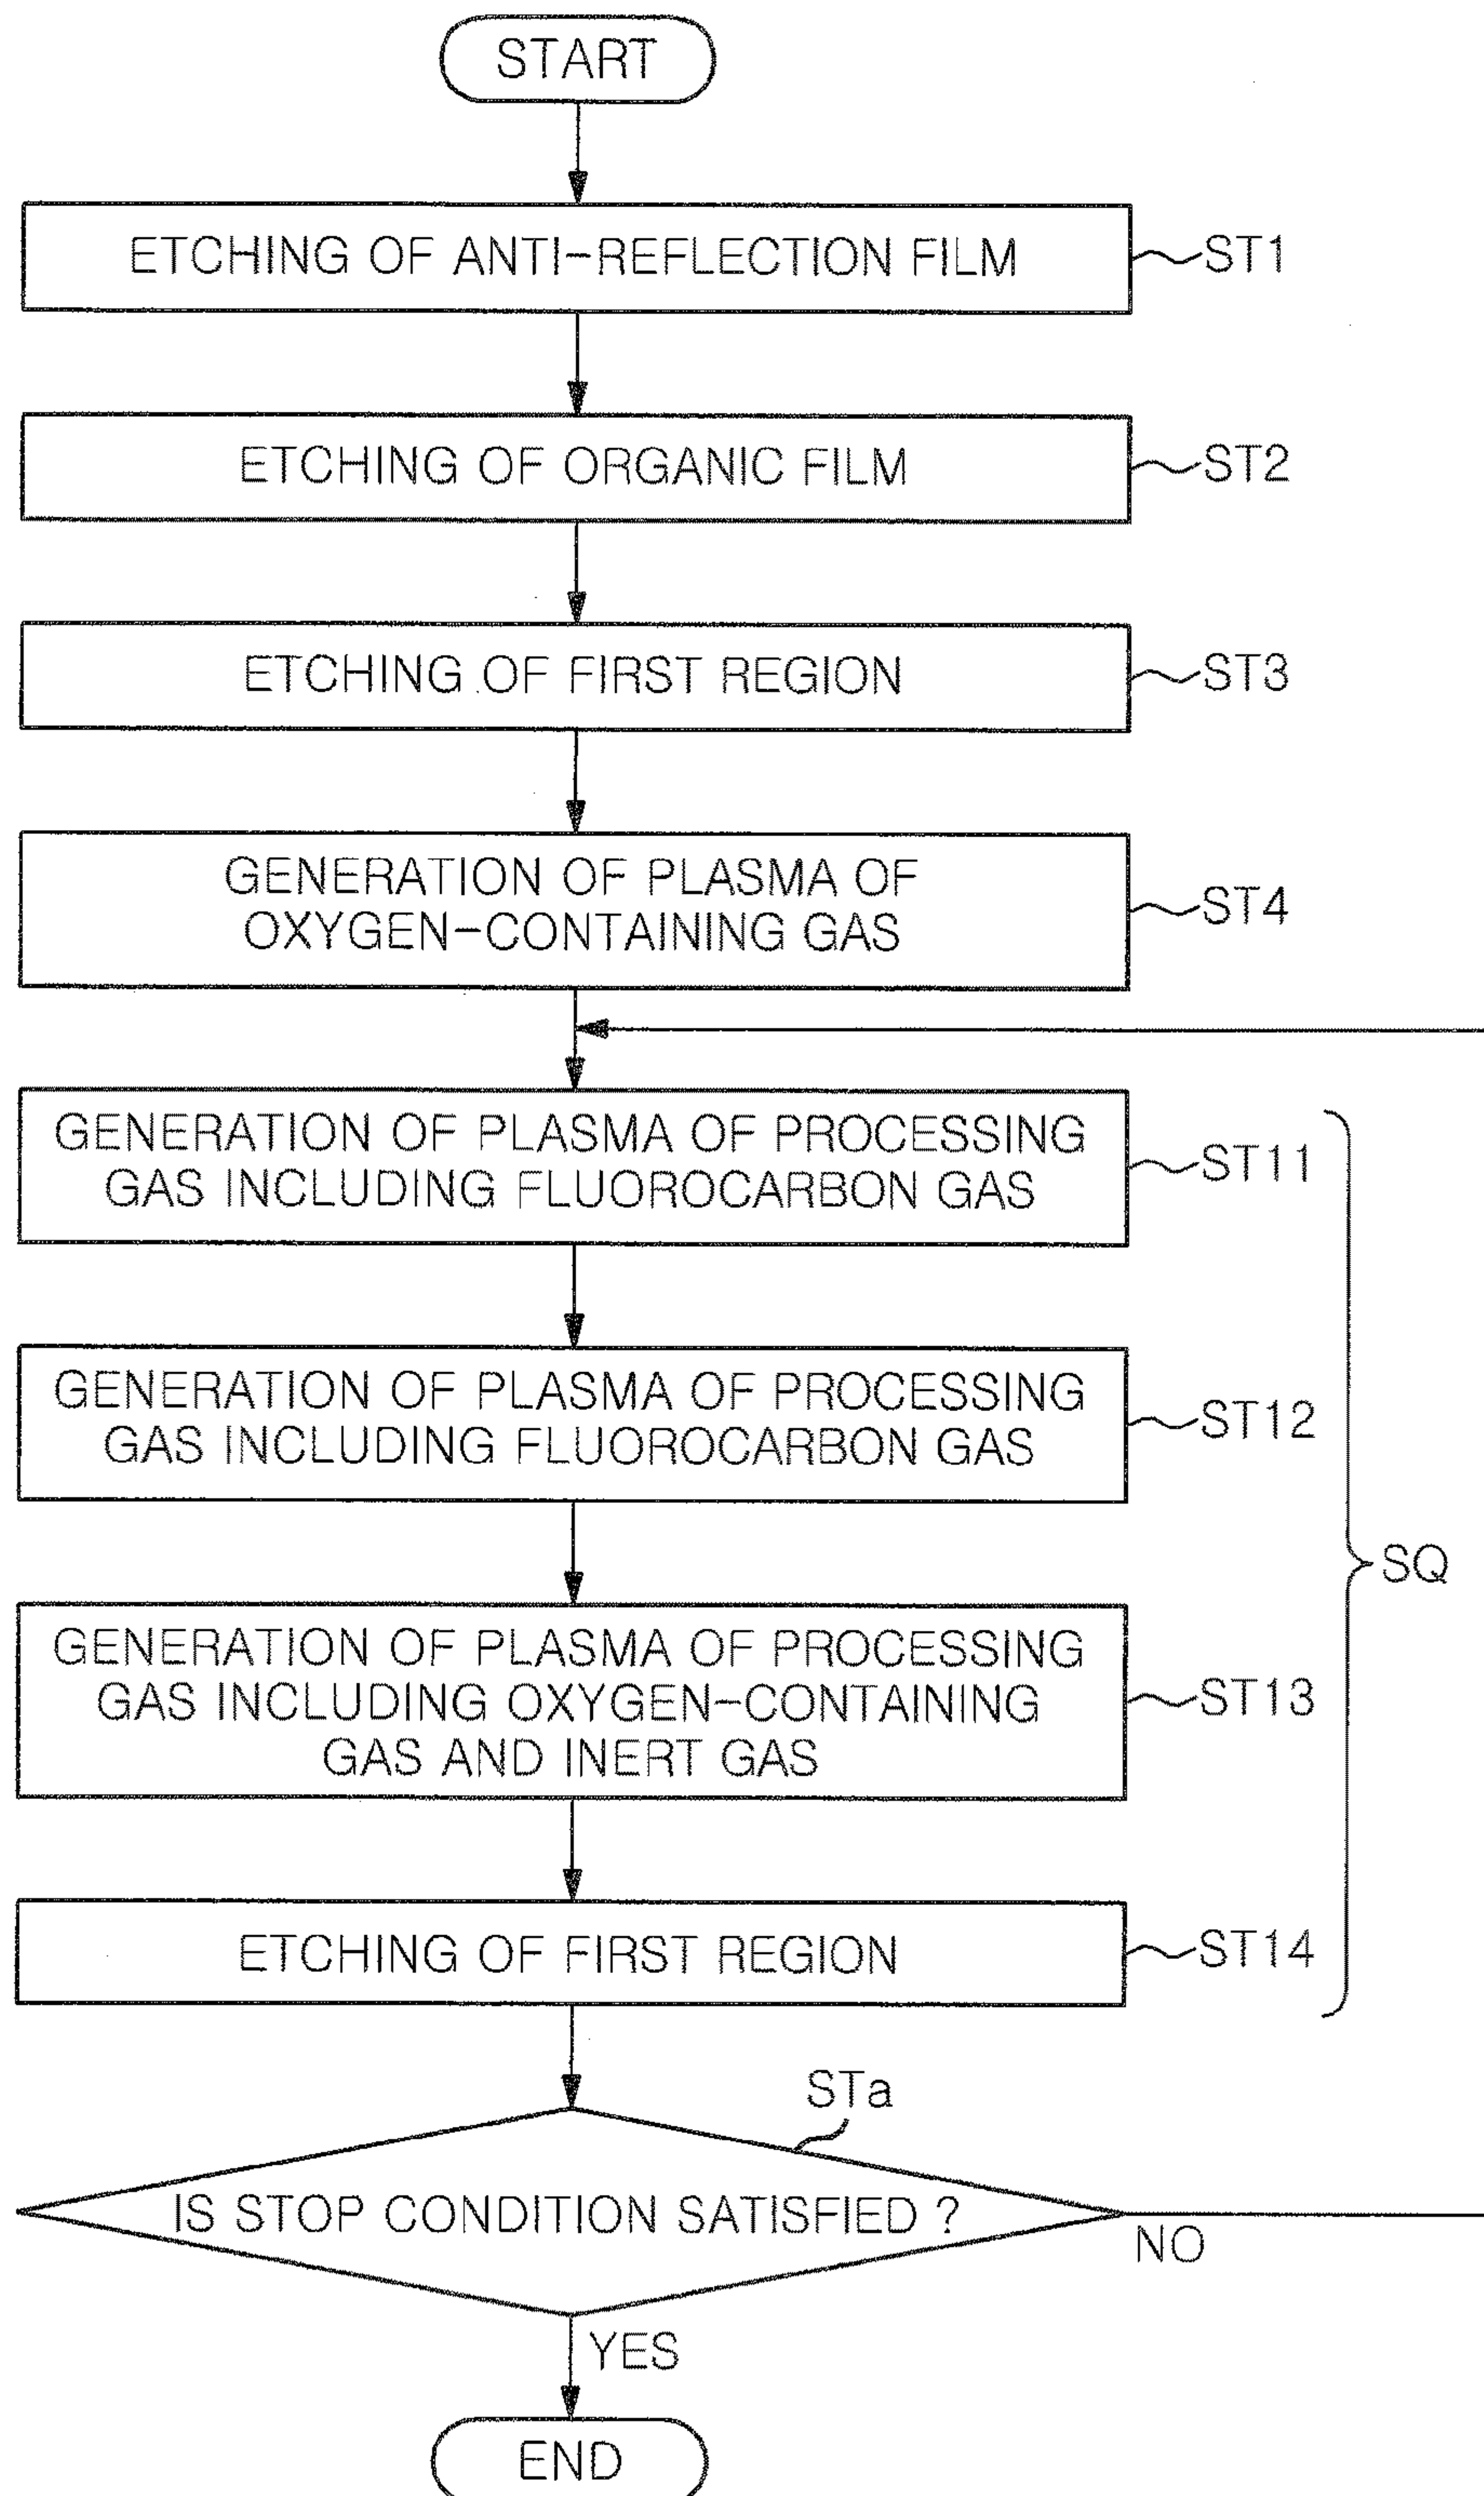 START
ETCHING OF ANTI-REFLECTION FILM
ST1
ETCHING OF ORGANIC FILM
ST2
ETCHING OF FIRST REGION
ST3
GENERATION OF PLASMA OF
OXYGEN-CONTAINING GAS
ST4
GENERATION OF PLASMA OF PROCESSING
GAS INCLUDING FLUOROCARBON GAS
ST11
GENERATION OF PLASMA OF PROCESSING
GAS INCLUDING FLUOROCARBON GAS
ST12
SQ
GENERATION OF PLASMA OF PROCESSING
GAS INCLUDING OXYGEN-CONTAINING
GAS AND INERT GAS
ST13
ETCHING OF FIRST REGION
ST14
STa
IS STOP CONDITION SATISFIED ?
NO
YES
END